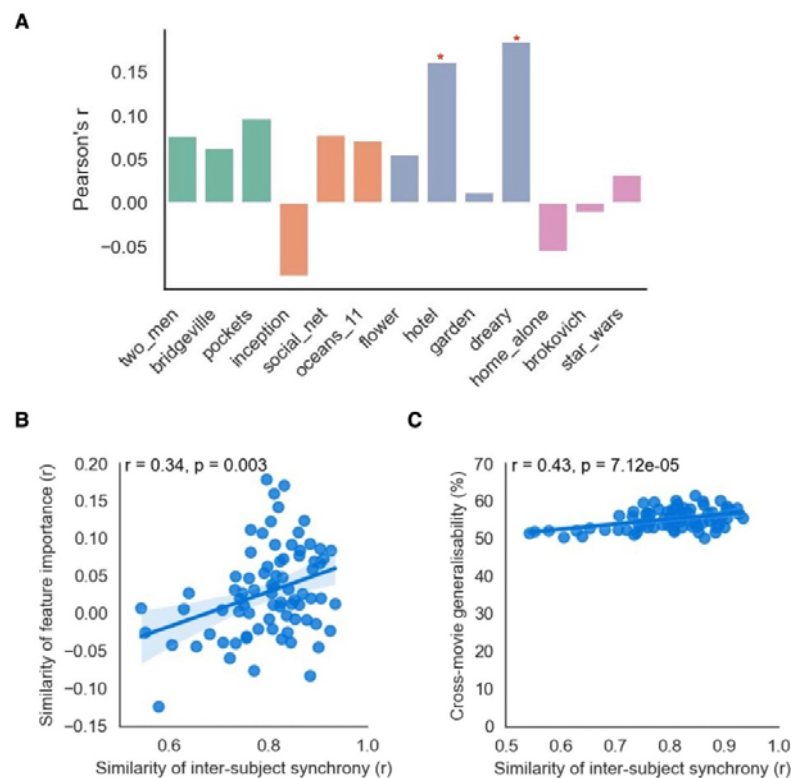 A
Pearson's r
0.15
0.10
0.05
0.00
−0.05
two_men
bridgeville
pockets
inception
social_net
oceans_11
flower
hotel
garden
dreary
home_alone
brokovich
star_wars
B
r = 0.34, p = 0.003
Similarity of feature importance (r)
0.20
0.15
0.10
0.05
0.00
−0.05
−0.10
−0.15
0.6 0.8 1.0
Similarity of inter-subject synchrony (r)
C
r = 0.43, p = 7.12e-05
Cross-movie generalisability (%)
70
60
50
40
30
20
10
0
0.5 0.6 0.7 0.8 0.9 1.0
Similarity of inter-subject synchrony (r)